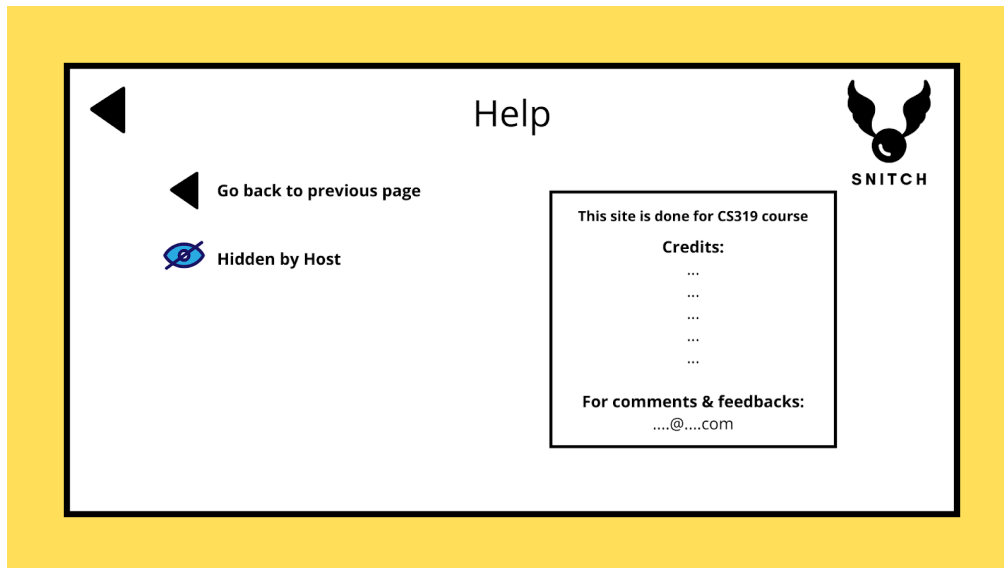 Help
SNITCH
Go back to previous page
Hidden by Host
This site is done for CS319 course
Credits:
...
...
...
...
...
For comments & feedbacks:
....@....com